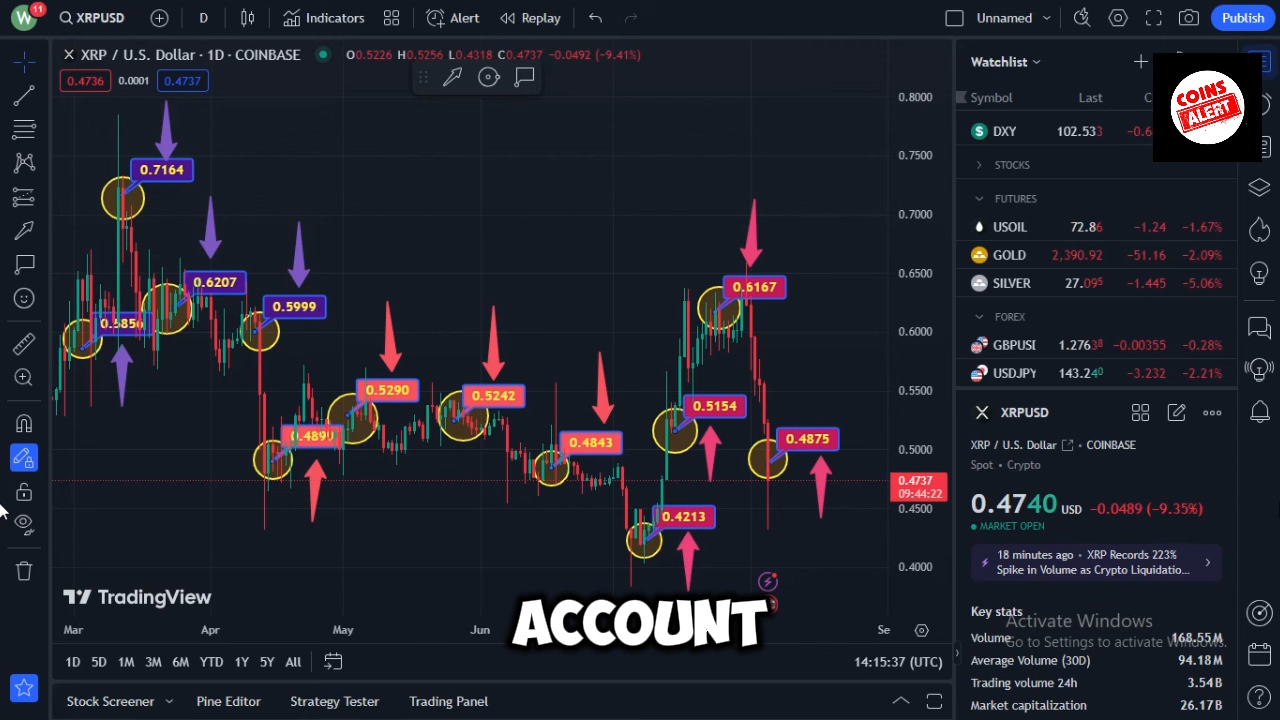 W 11 XRPUSD D Indicators Alert Replay Unnamed Publish
XRP / U.S. Dollar · 1D · COINBASE O0.5226 H0.5256 L0.4318 C0.4737 −0.0492 (−9.41%)
0.4736 0.0001 0.4737
0.8000
0.7500
0.7000
0.6500
0.6000
0.5500
0.5000
0.4737
09:44:22
0.4500
0.4000
0.7164
0.5856
0.6207
0.5999
0.4890
0.5290
0.5242
0.4843
0.4213
0.5154
0.6167
0.4875
TradingView
ACCOUNT
Mar Apr May Jun Se
1D 5D 1M 3M 6M YTD 1Y 5Y All 14:15:37 (UTC)
Stock Screener Pine Editor Strategy Tester Trading Panel
Watchlist
COINS
ALERT
Symbol Last
DXY 102.533
STOCKS
FUTURES
USOIL 72.86 −1.24 −1.67%
GOLD 2,390.92 −51.16 −2.09%
SILVER 27.095 −1.445 −5.06%
FOREX
GBPUSI 1.27638 −0.00355 −0.28%
USDJPY 143.240 −3.232 −2.21%
XRPUSD
XRP / U.S. Dollar COINBASE
Spot • Crypto
0.4740 USD −0.0489 (−9.35%)
MARKET OPEN
18 minutes ago • XRP Records 223%
Spike in Volume as Crypto Liquidatio...
Key stats
Activate Windows
Go to Settings to activate Windows.
Volume 168.55M
Average Volume (30D) 94.18M
Trading volume 24h 3.54B
Market capitalization 26.17B